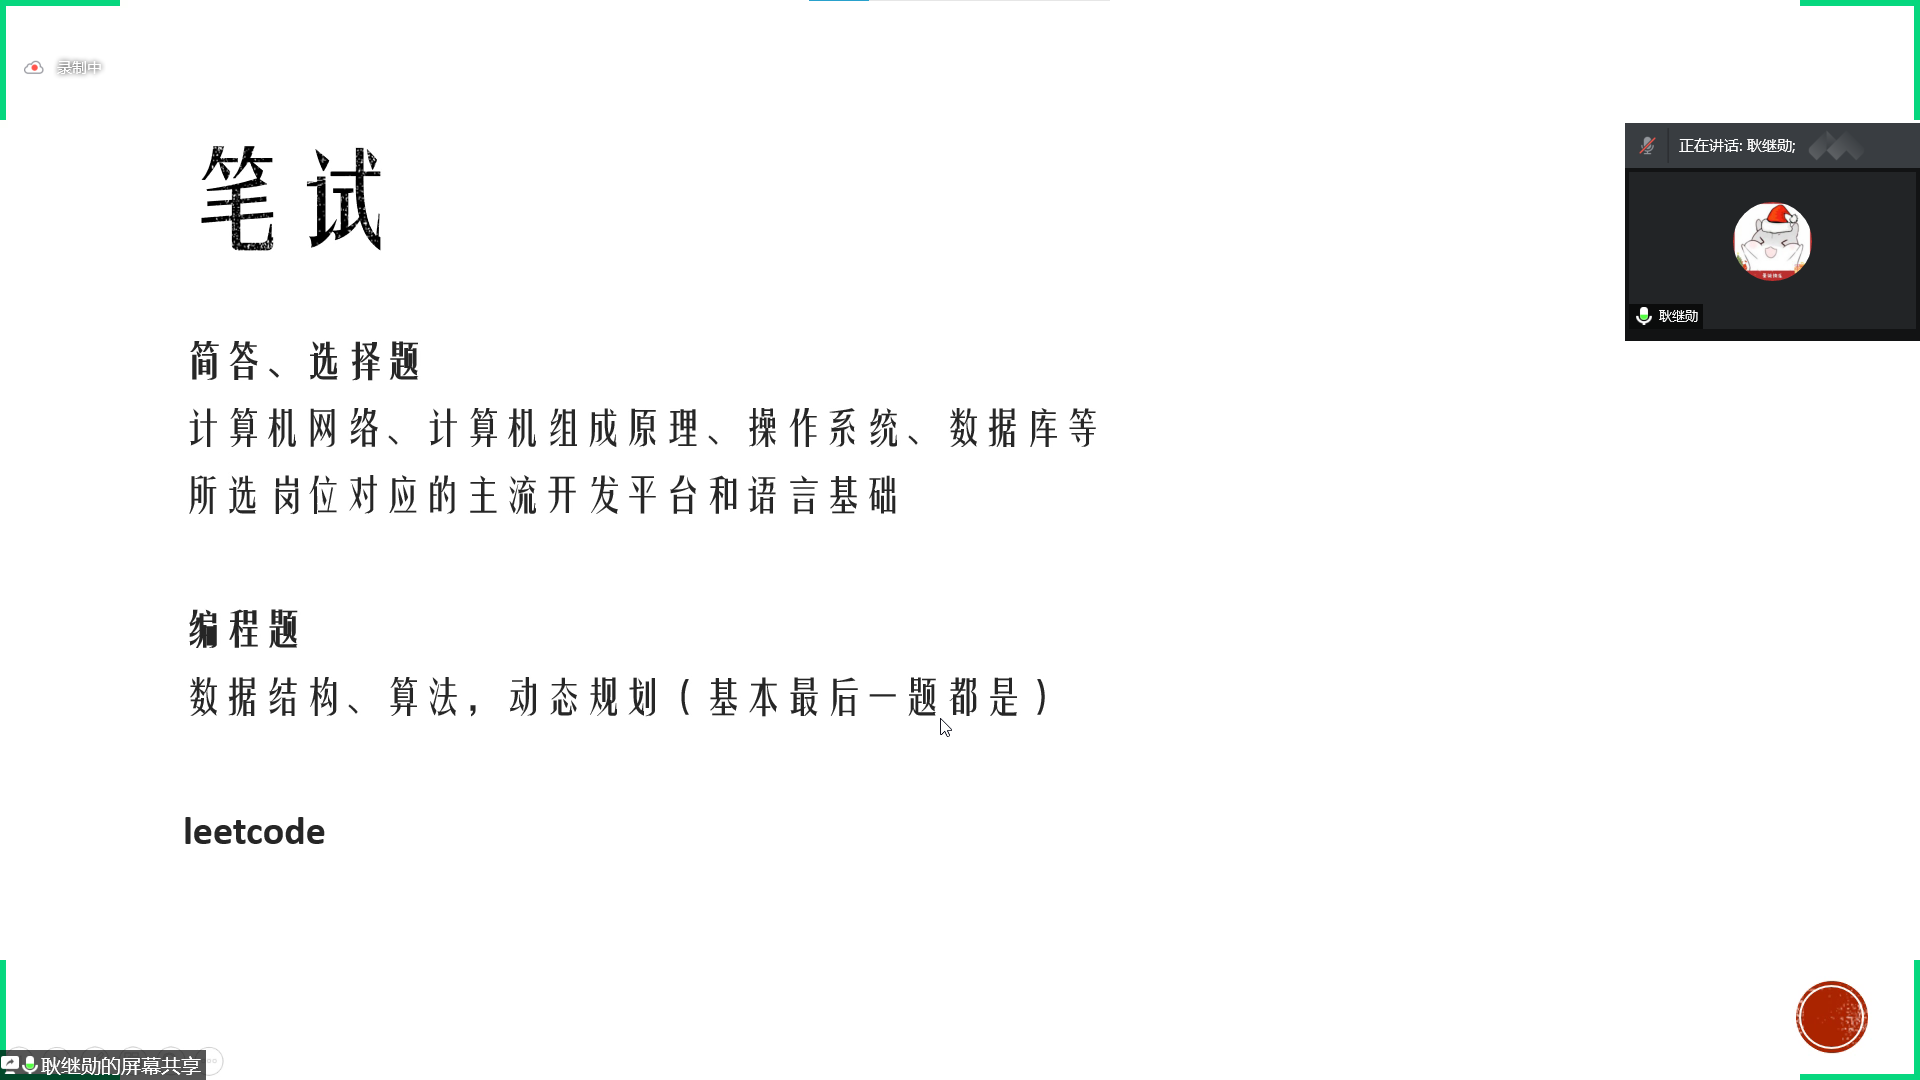 录制中
笔试
正在讲话: 耿继勋;
耿继勋
简答、选择题
计算机网络、计算机组成原理、操作系统、数据库等
所选岗位对应的主流开发平台和语言基础
编程题
数据结构、算法，动态规划（基本最后一题都是）
leetcode
耿继勋的屏幕共享